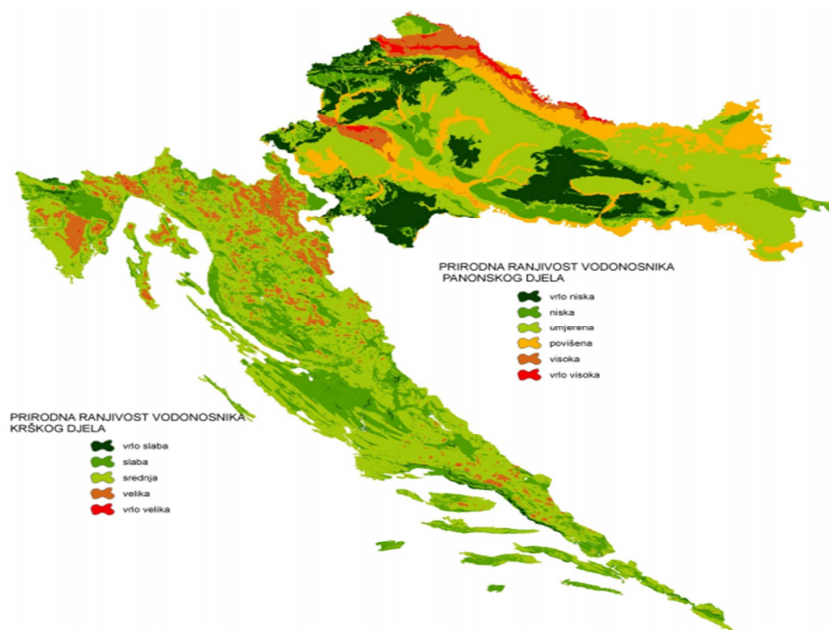 PRIRODNA RANJIVOST VODONOSNIKA
PANONSKOG DJELA
vrlo niska
niska
umjerena
povišena
visoka
vrlo visoka
PRIRODNA RANJIVOST VODONOSNIKA
KRŠKOG DJELA
vrlo slaba
slaba
srednja
velika
vrlo velika